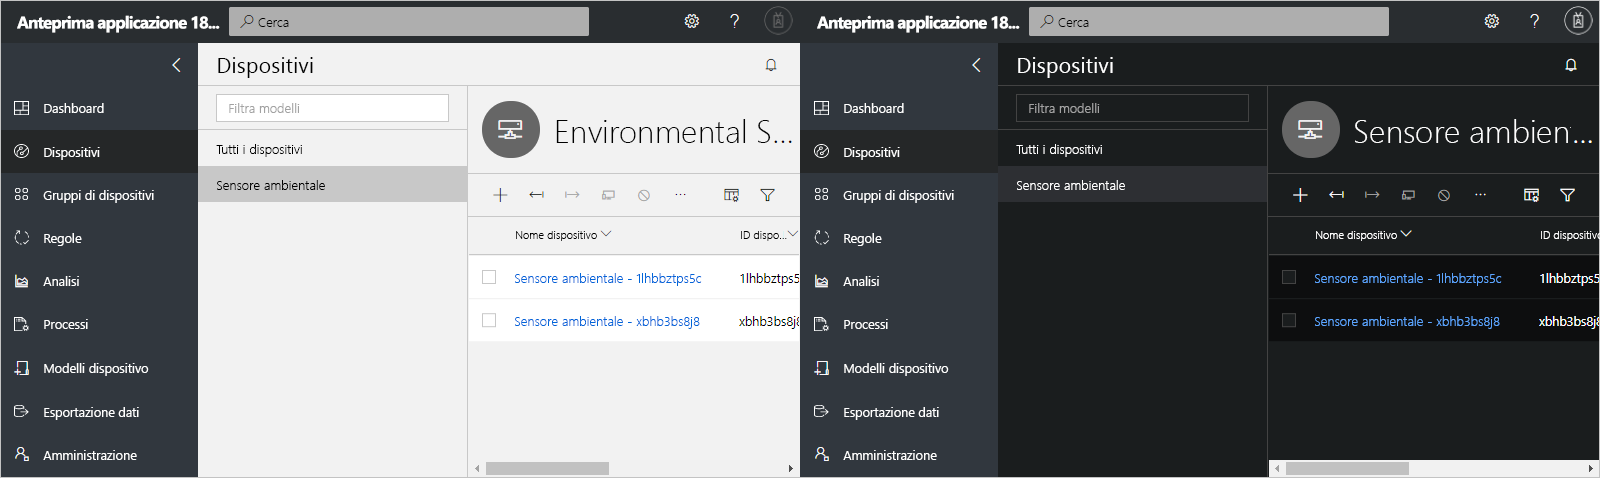 Anteprima applicazione 18...
Cerca
?
Dispositivi
Dashboard
Dispositivi
Gruppi di dispositivi
Regole
Analisi
Processi
Modelli dispositivo
Esportazione dati
Amministrazione
Filtra modelli
Tutti i dispositivi
Sensore ambientale
Environmental S...
Nome dispositivo
ID dispo...
Sensore ambientale - 1lhbbztps5c
1lhbbztps5
Sensore ambientale - xbhb3bs8j8
xbhb3bs8j8
Anteprima applicazione 18...
Cerca
?
Dispositivi
Dashboard
Dispositivi
Gruppi di dispositivi
Regole
Analisi
Processi
Modelli dispositivo
Esportazione dati
Amministrazione
Filtra modelli
Tutti i dispositivi
Sensore ambientale
Sensore ambien...
Nome dispositivo
ID dispositivo
Sensore ambientale - 1lhbbztps5c
1lhbbztps5
Sensore ambientale - xbhb3bs8j8
xbhb3bs8j8